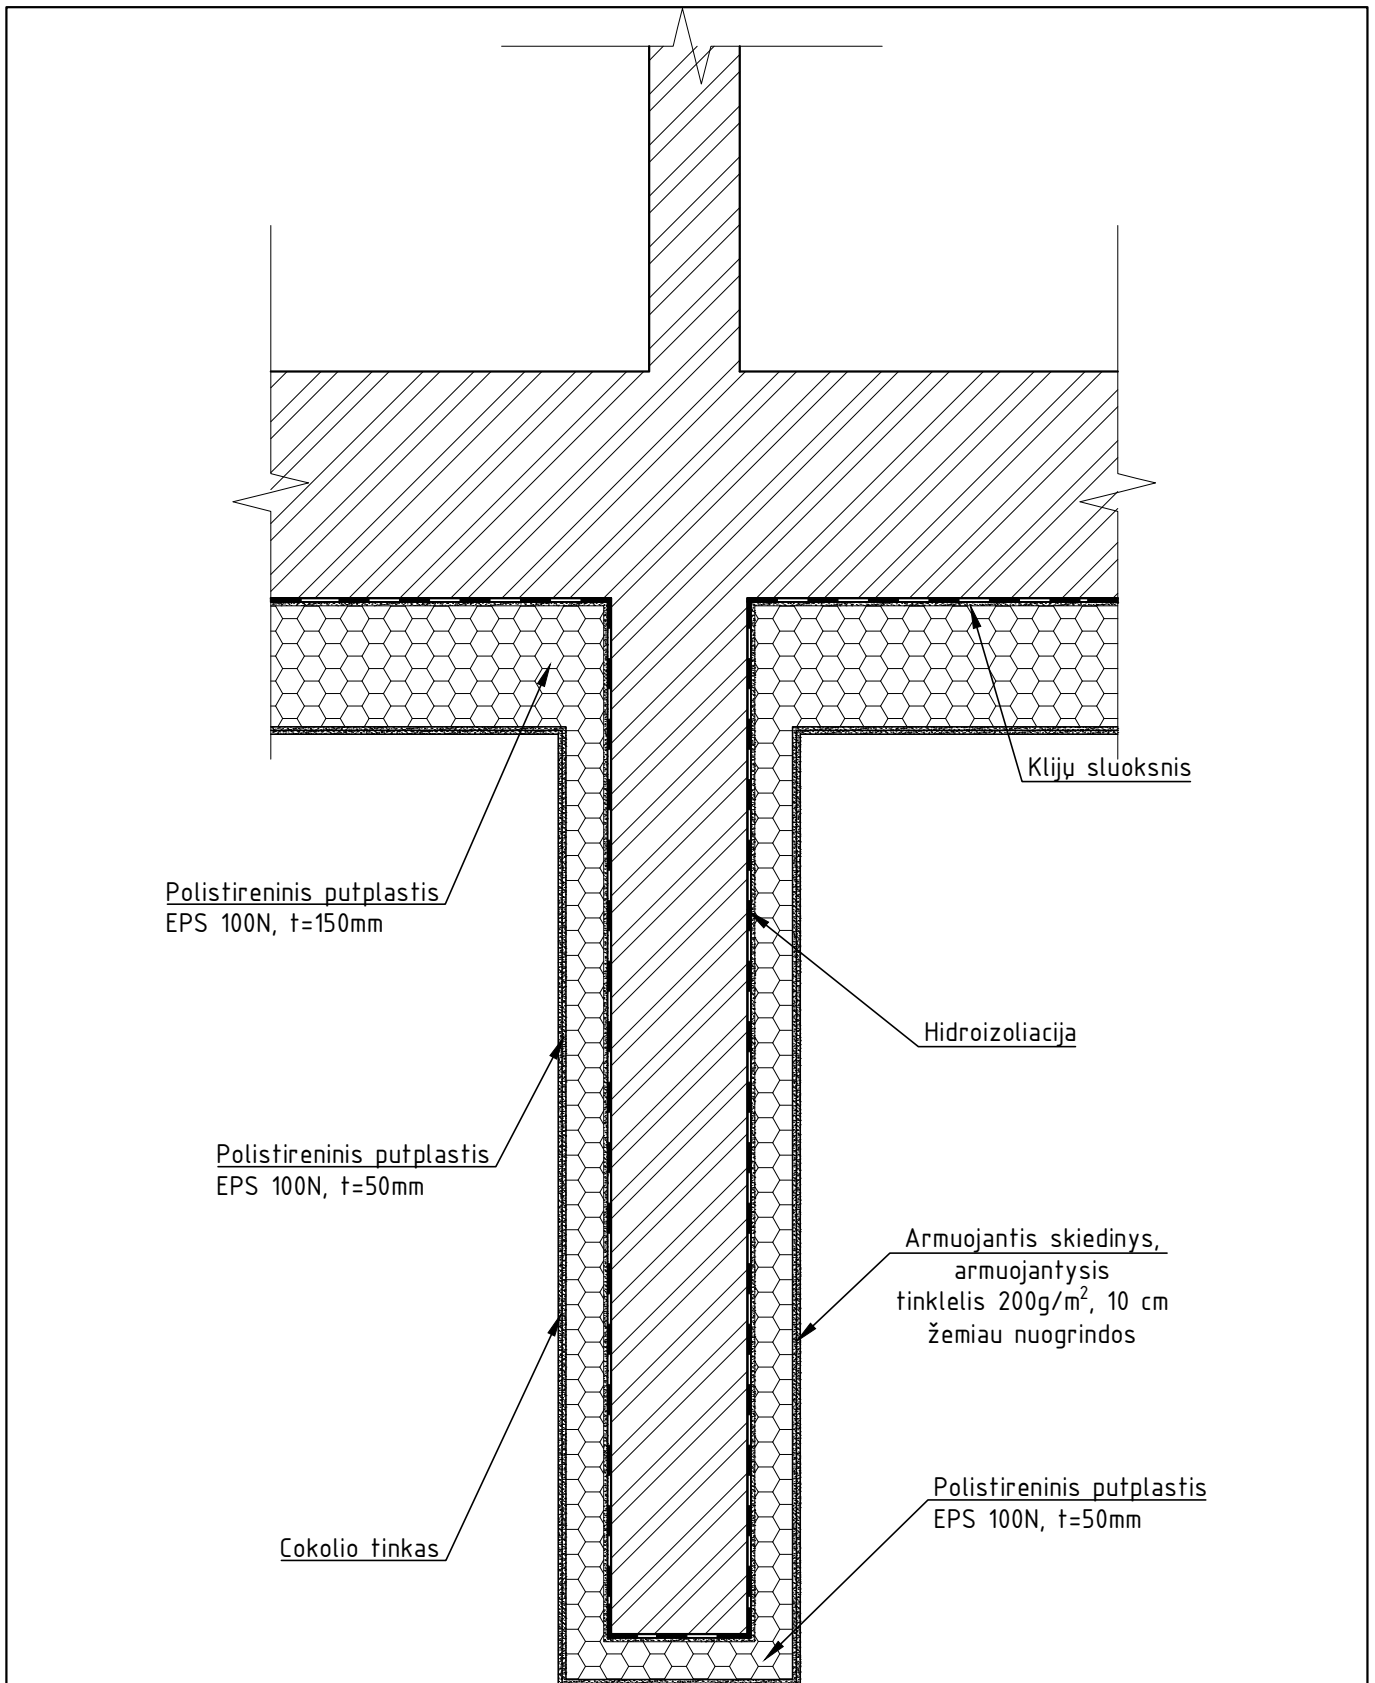 Klijų sluoksnis
Polistireninis putplastis
EPS 100N, t=150mm
Hidroizoliacija
Polistireninis putplastis
EPS 100N, t=50mm
Armuojantis skiedinys,
armuojantysis
tinklelis 200g/m², 10 cm
žemiau nuogrindos
Polistireninis putplastis
EPS 100N, t=50mm
Cokolio tinkas